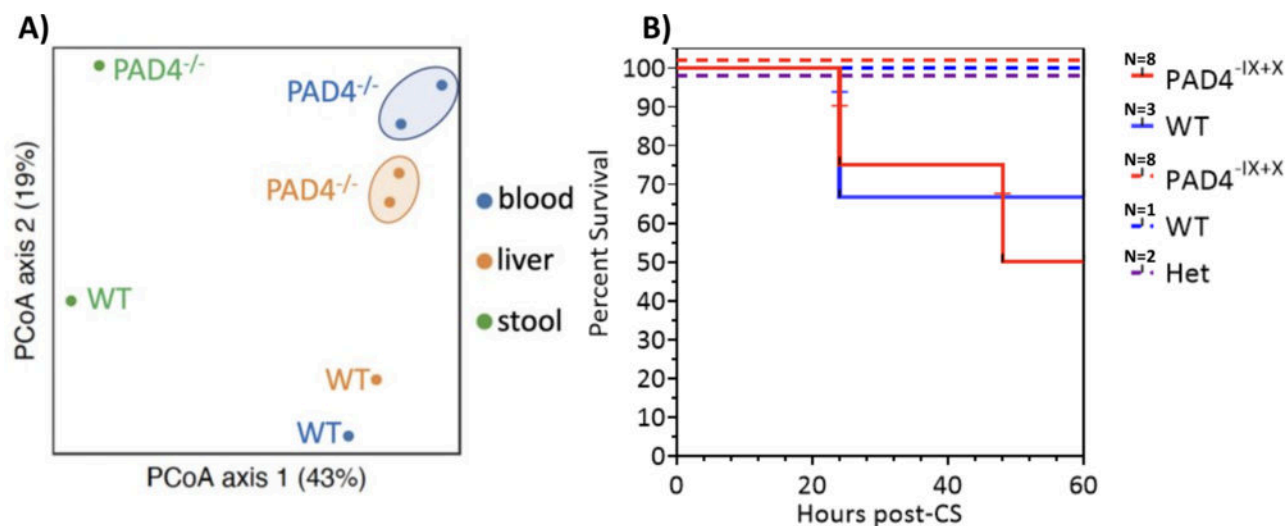 A)
PAD4-/-
PAD4-/-
PAD4-/-
WT
WT
WT
PCoA axis 2 (19%)
PCoA axis 1 (43%)
blood
liver
stool
B)
100
90
80
70
60
50
40
30
20
10
0
Percent Survival
0 20 40 60
Hours post-CS
N=8 PAD4-IX+X
N=3 WT
N=8 PAD4-IX+X
N=1 WT
N=2 Het